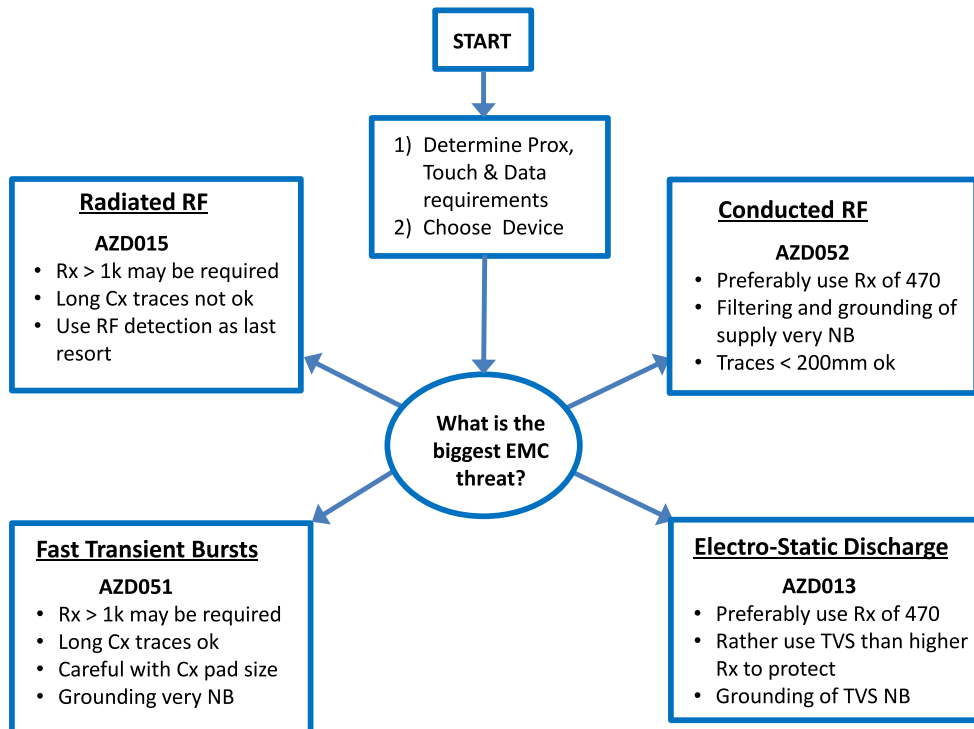 START
1) Determine Prox,
Touch & Data
requirements
2) Choose Device
Radiated RF
AZD015
• Rx > 1k may be required
• Long Cx traces not ok
• Use RF detection as last
resort
Conducted RF
AZD052
• Preferably use Rx of 470
• Filtering and grounding of
supply very NB
• Traces < 200mm ok
What is the
biggest EMC
threat?
Fast Transient Bursts
AZD051
• Rx > 1k may be required
• Long Cx traces ok
• Careful with Cx pad size
• Grounding very NB
Electro-Static Discharge
AZD013
• Preferably use Rx of 470
• Rather use TVS than higher
Rx to protect
• Grounding of TVS NB